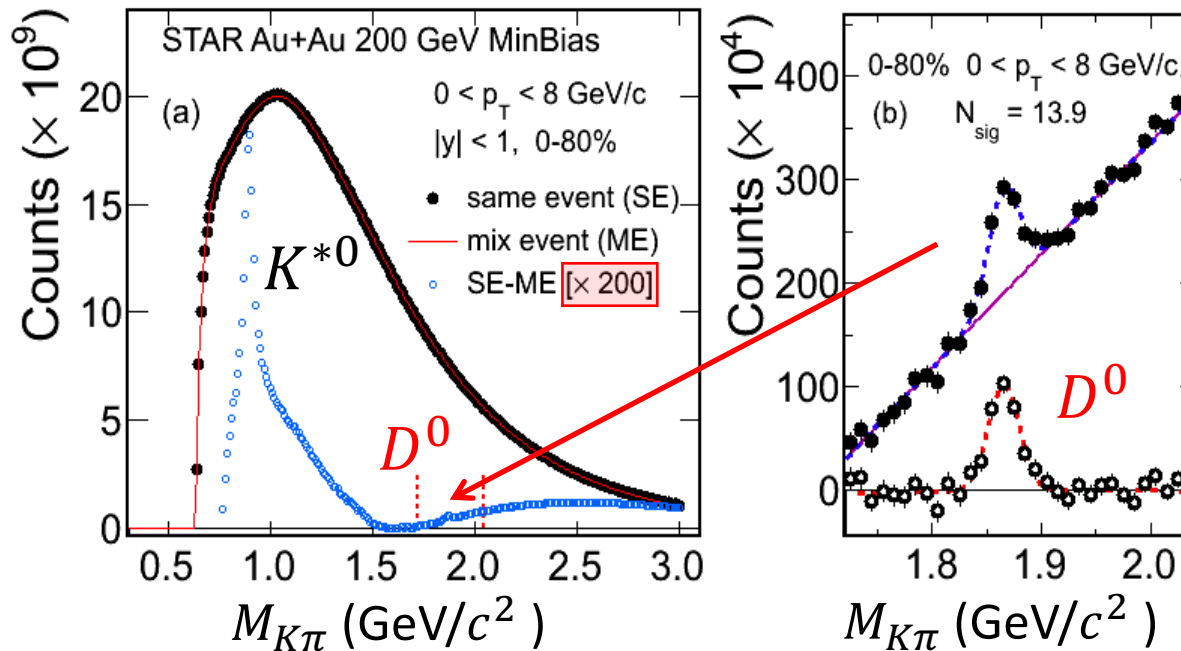 STAR Au+Au 200 GeV MinBias
(a)
0 < p_T < 8 GeV/c
|y| < 1, 0-80%
same event (SE)
mix event (ME)
SE-ME [× 200]
K*0
D0
Counts (× 10^9)
20
15
10
5
0
0.5 1.0 1.5 2.0 2.5 3.0
M_Kπ (GeV/c^2 )
0-80% 0 < p_T < 8 GeV/c
(b) N_sig = 13.9
D0
Counts (× 10^4)
400
300
200
100
0
1.8 1.9 2.0
M_Kπ (GeV/c^2 )